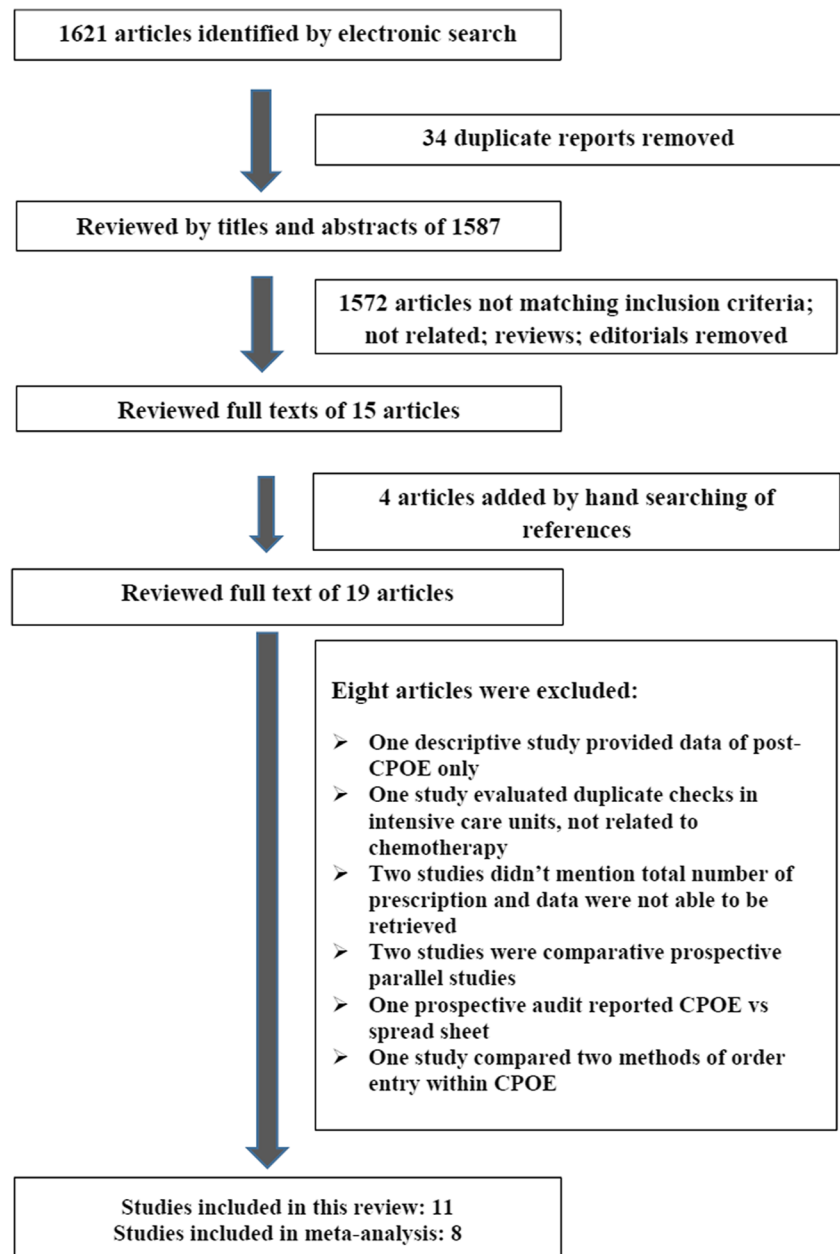 1621 articles identified by electronic search
34 duplicate reports removed
Reviewed by titles and abstracts of 1587
1572 articles not matching inclusion criteria;
not related; reviews; editorials removed
Reviewed full texts of 15 articles
4 articles added by hand searching of
references
Reviewed full text of 19 articles
Eight articles were excluded:
➢ One descriptive study provided data of post-
CPOE only
➢ One study evaluated duplicate checks in
intensive care units, not related to
chemotherapy
➢ Two studies didn’t mention total number of
prescription and data were not able to be
retrieved
➢ Two studies were comparative prospective
parallel studies
➢ One prospective audit reported CPOE vs
spread sheet
➢ One study compared two methods of order
entry within CPOE
Studies included in this review: 11
Studies included in meta-analysis: 8